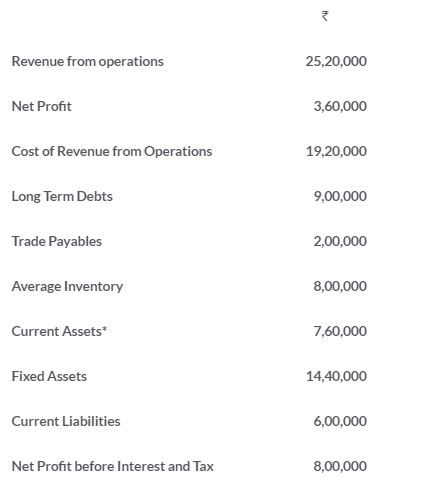 ₹
Revenue from operations 25,20,000
Net Profit 3,60,000
Cost of Revenue from Operations 19,20,000
Long Term Debts 9,00,000
Trade Payables 2,00,000
Average Inventory 8,00,000
Current Assets* 7,60,000
Fixed Assets 14,40,000
Current Liabilities 6,00,000
Net Profit before Interest and Tax 8,00,000